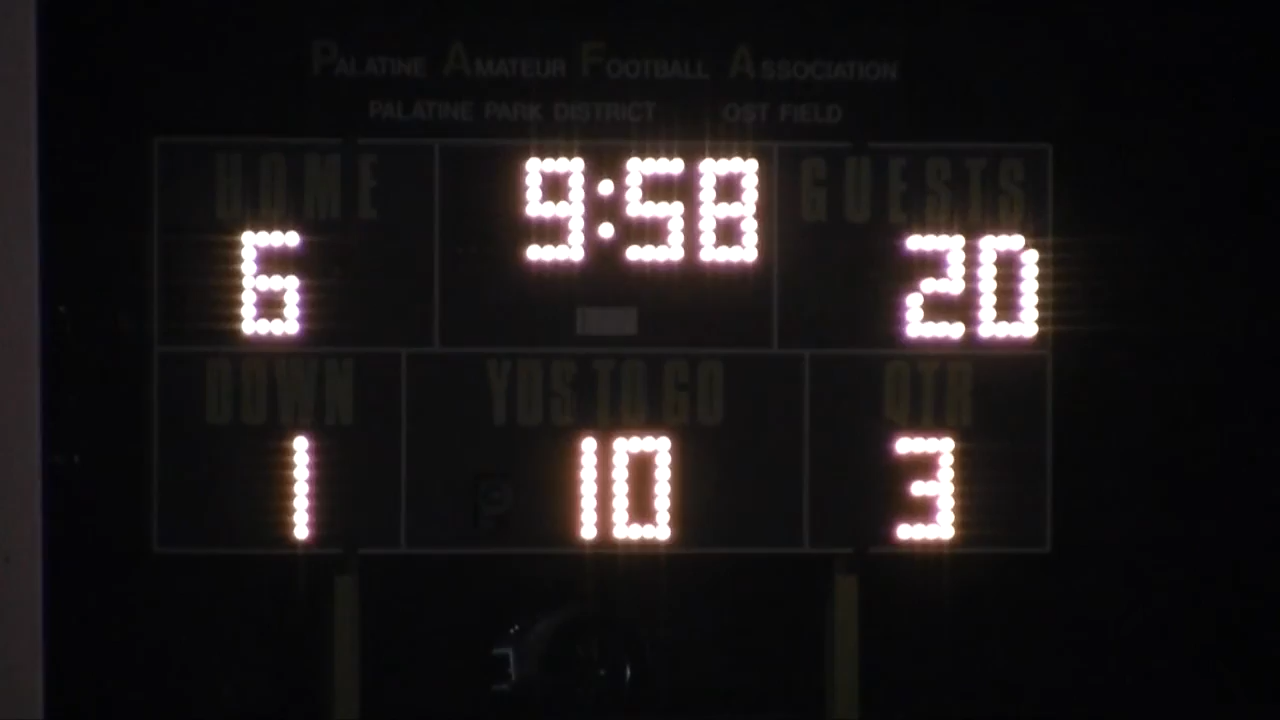 PALATINE AMATEUR FOOTBALL ASSOCIATION
PALATINE PARK DISTRICT OST FIELD
HOME 9:58 GUESTS
6 20
DOWN YDS TO GO QTR
1 10 3